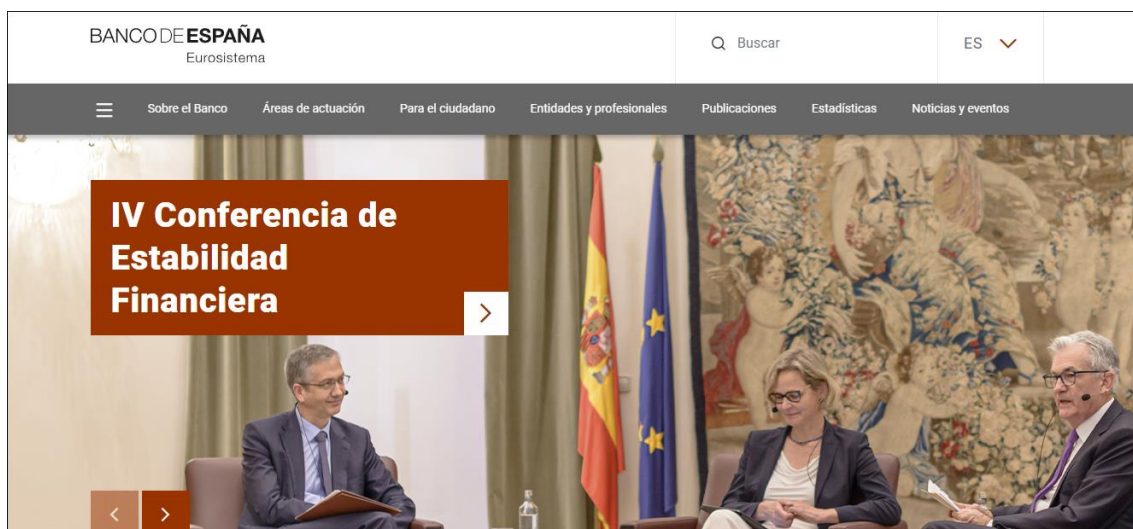 BANCO DE ESPAÑA
Eurosistema
Buscar
ES
Sobre el Banco
Áreas de actuación
Para el ciudadano
Entidades y profesionales
Publicaciones
Estadísticas
Noticias y eventos
IV Conferencia de
Estabilidad
Financiera